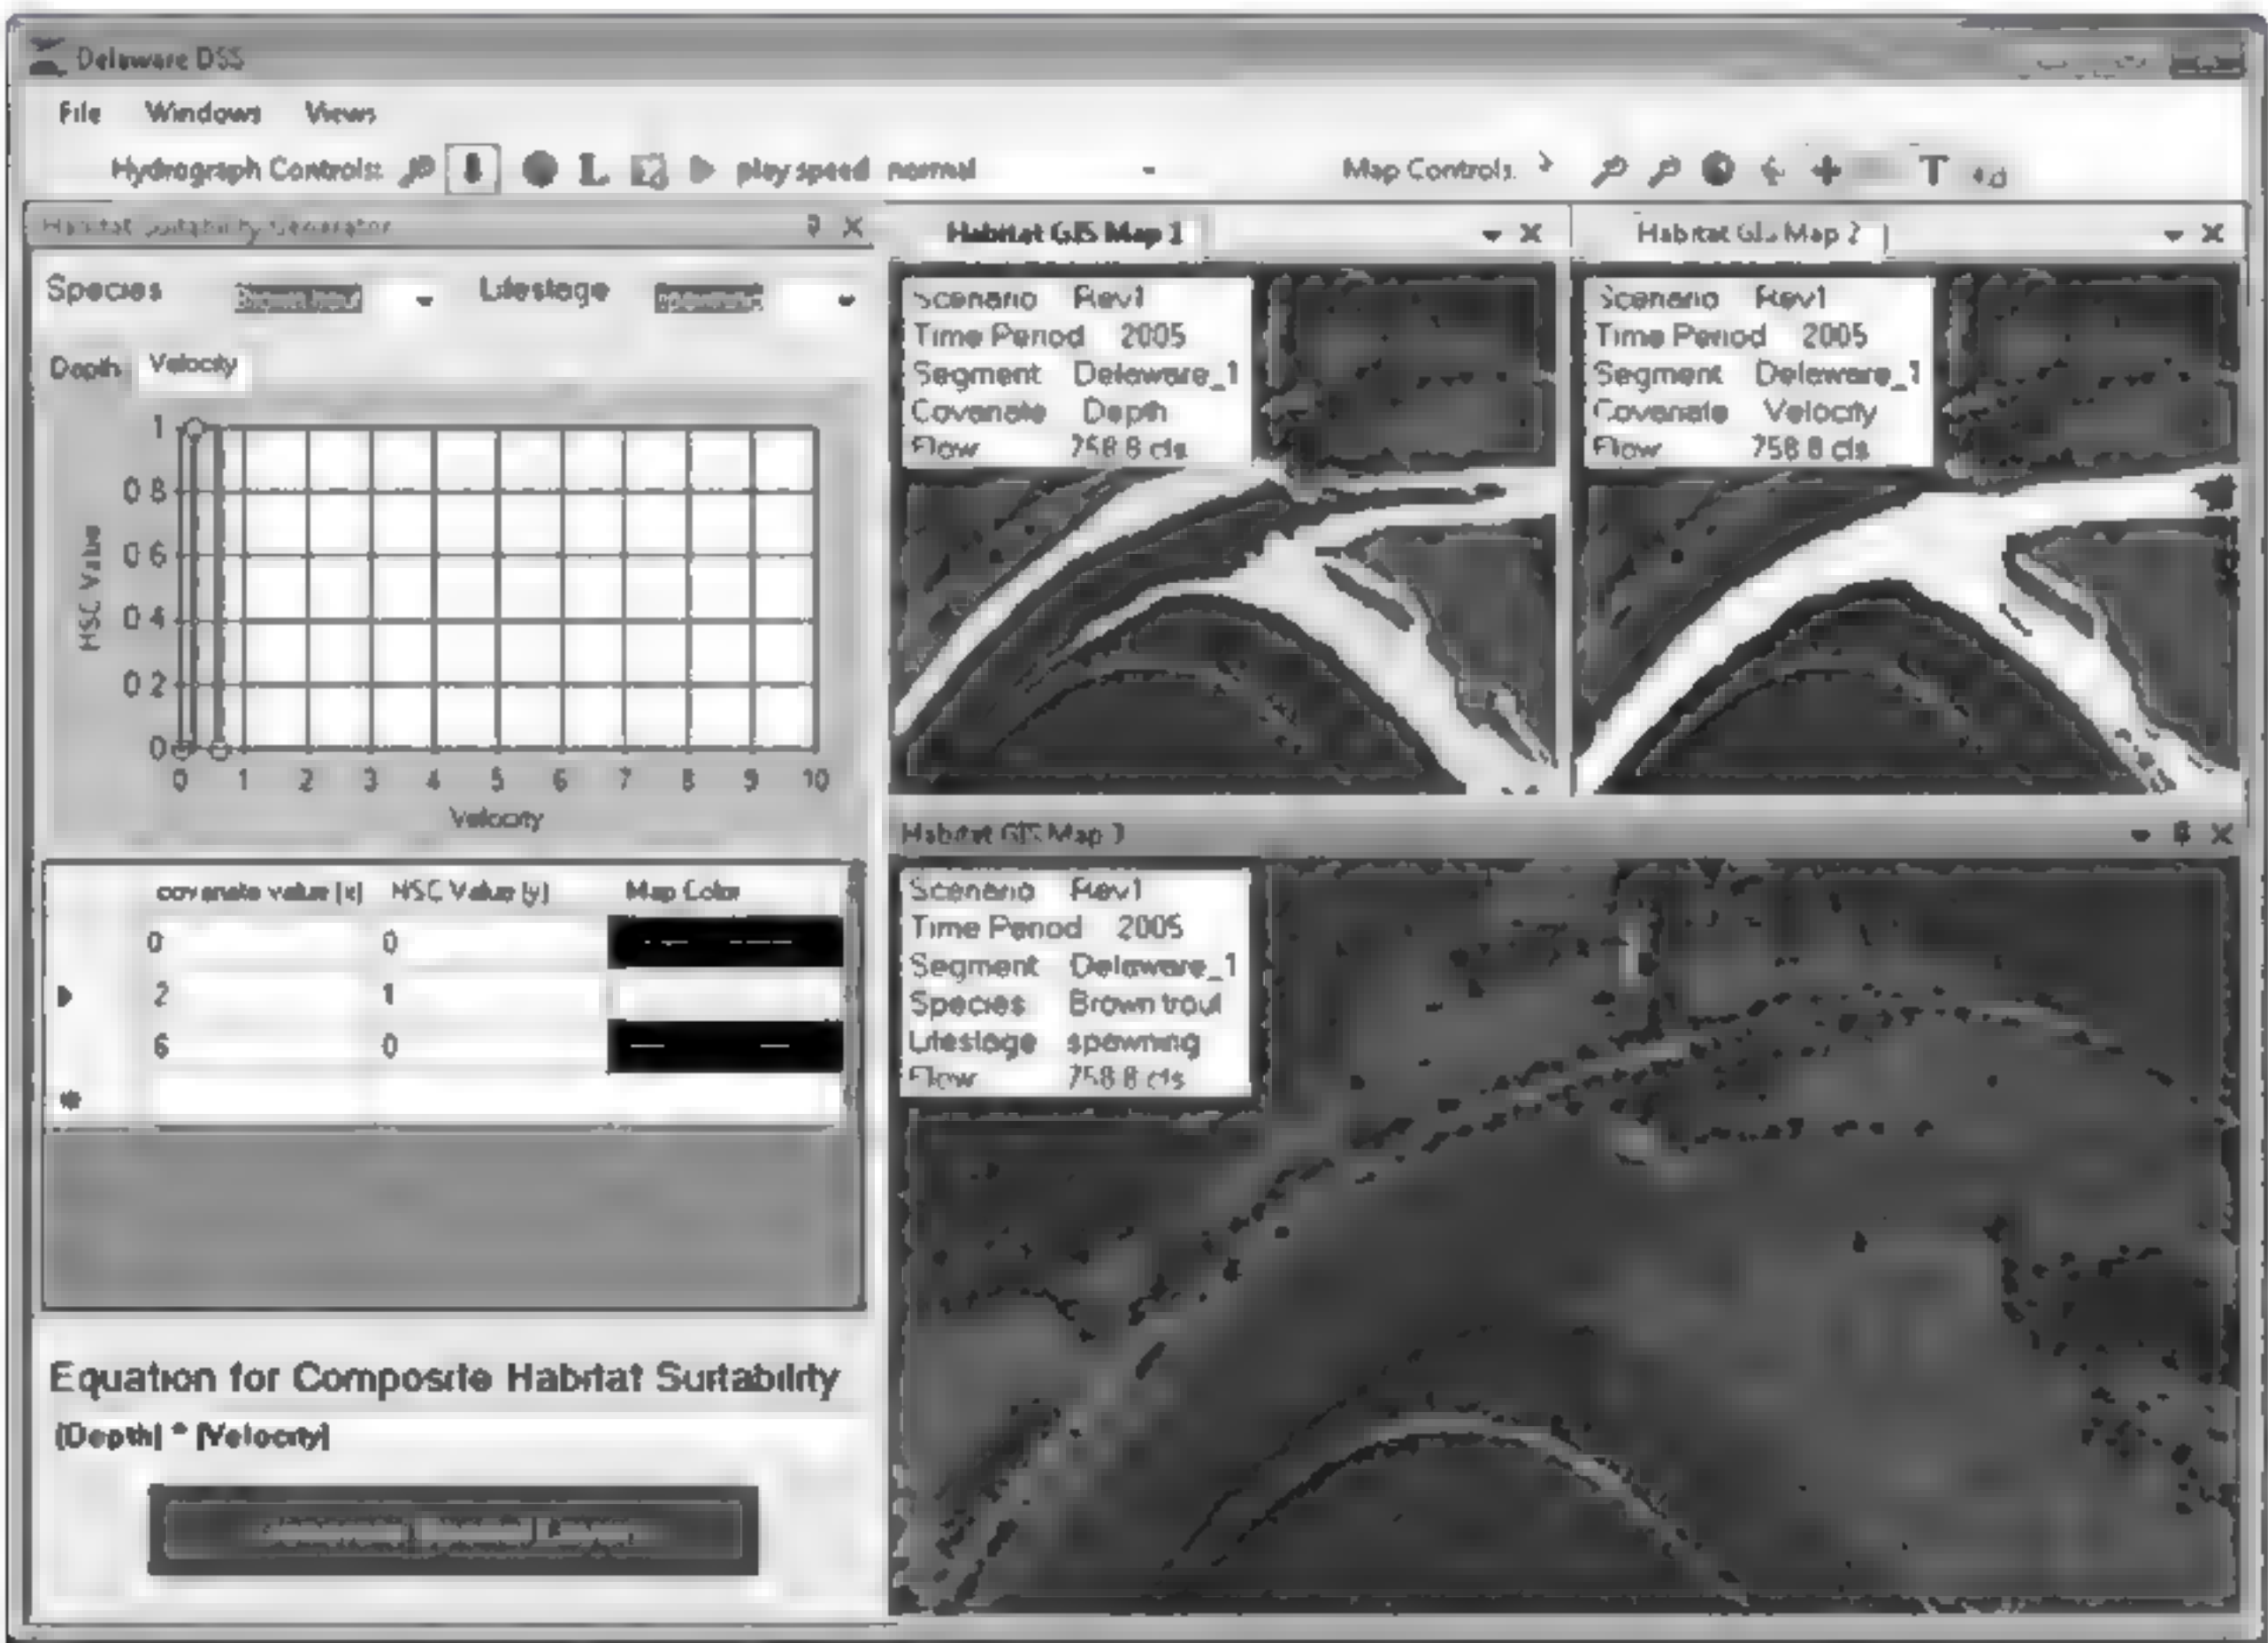 Delaware DSS
File Windows Views
Hydrograph Controls: L play speed normal Map Controls: T
Habitat Suitability Generator
Species Lifestage
Depth Velocity
HSC Value
1
0.8
0.6
0.4
0.2
0
0 1 2 3 4 5 6 7 8 9 10
Velocity
covariate value (x) HSC Value (y) Map Color
0 0
2 1
6 0
Equation for Composite Habitat Suitability
[Depth] * [Velocity]
Habitat GIS Map 1
Scenario Rev1
Time Period 2005
Segment Delaware_1
Covariate Depth
Flow 758.8 cfs
Habitat GIS Map 2
Scenario Rev1
Time Period 2005
Segment Delaware_1
Covariate Velocity
Flow 758.8 cfs
Habitat GIS Map 3
Scenario Rev1
Time Period 2005
Segment Delaware_1
Species Brown trout
Lifestage spawning
Flow 758.8 cfs